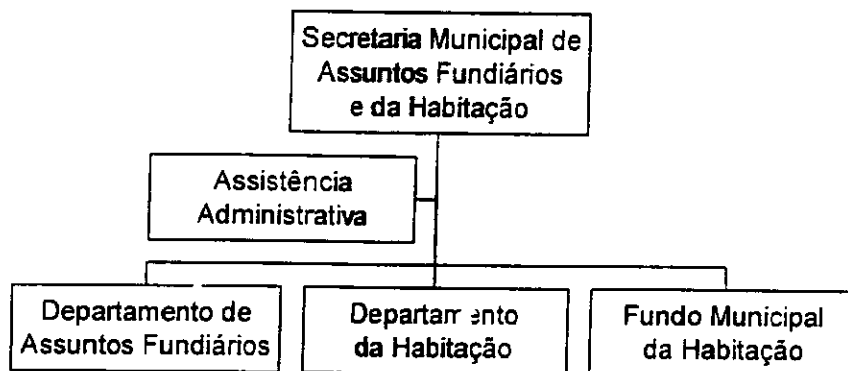 Secretaria Municipal de
Assuntos Fundiários
e da Habitação
Assistência
Administrativa
Departamento de
Assuntos Fundiários
Departamento
da Habitação
Fundo Municipal
da Habitação